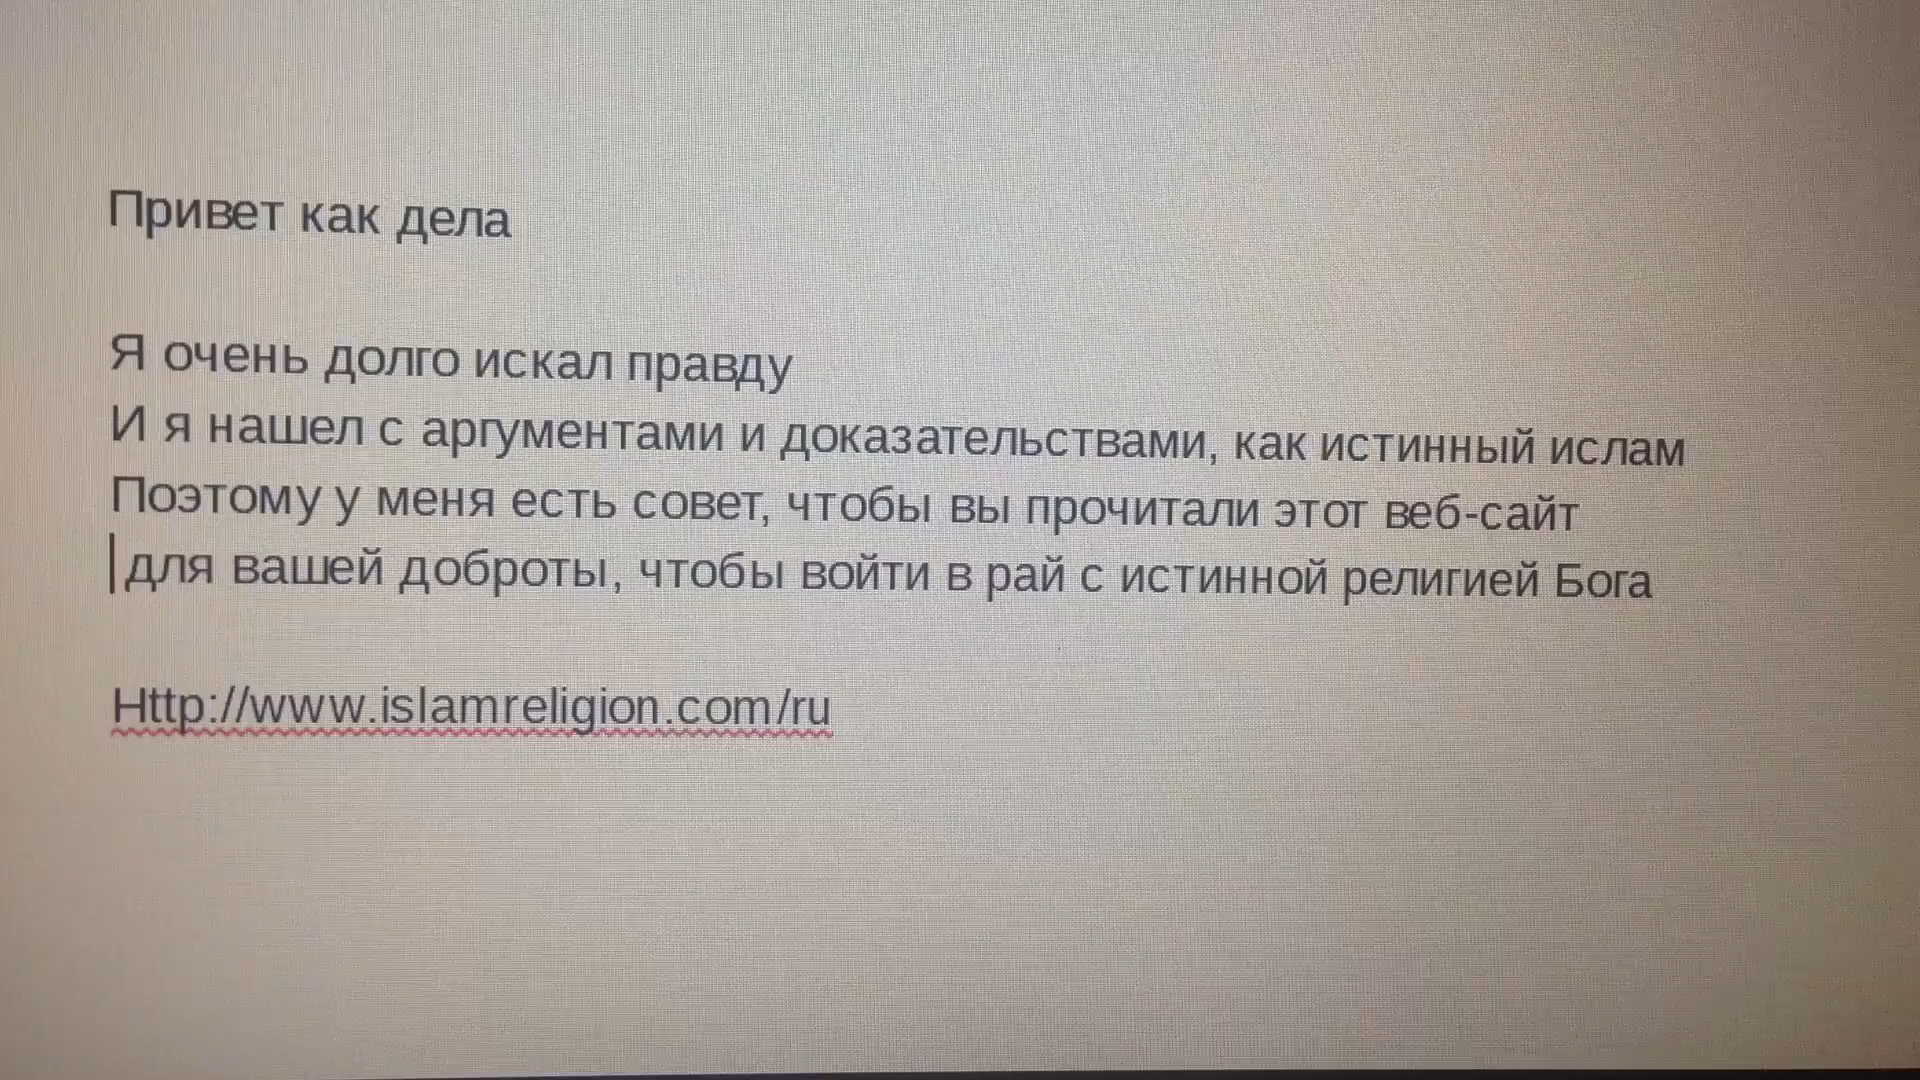 Привет как дела
Я очень долго искал правду
И я нашел с аргументами и доказательствами, как истинный ислам
Поэтому у меня есть совет, чтобы вы прочитали этот веб-сайт
для вашей доброты, чтобы войти в рай с истинной религией Бога
Http://www.islamreligion.com/ru